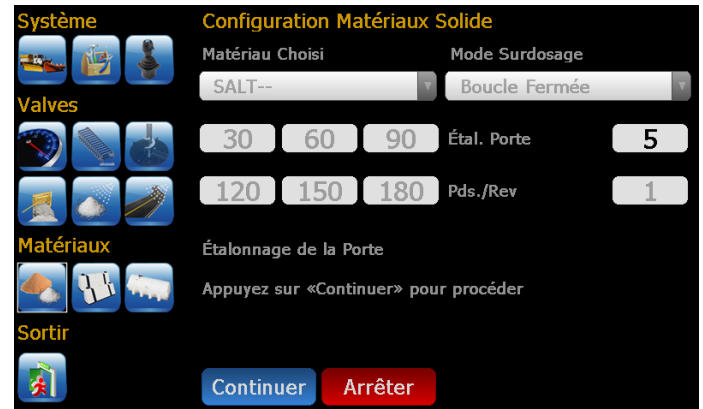 Système
Valves
Matériaux
Sortir
Configuration Matériaux Solide
Matériau Choisi Mode Surdosage
SALT-- Boucle Fermée
30 60 90 Étal. Porte 5
120 150 180 Pds./Rev 1
Étalonnage de la Porte
Appuyez sur «Continuer» pour procéder
Continuer Arrêter